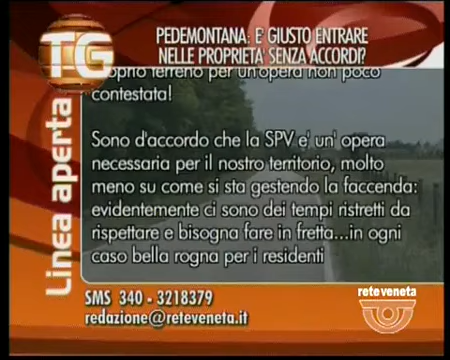 TG
PEDEMONTANA: E' GIUSTO ENTRARE
NELLE PROPRIETA' SENZA ACCORDI?
Linea aperta
proprio terreno per un'opera non poco
contestata!
Sono d'accordo che la SPV e' un' opera
necessaria per il nostro territorio, molto
meno su come si sta gestendo la faccenda:
evidentemente ci sono dei tempi ristretti da
rispettare e bisogna fare in fretta...in ogni
caso bella rogna per i residenti
SMS 340 - 3218379
redazione@reteveneta.it
reteveneta